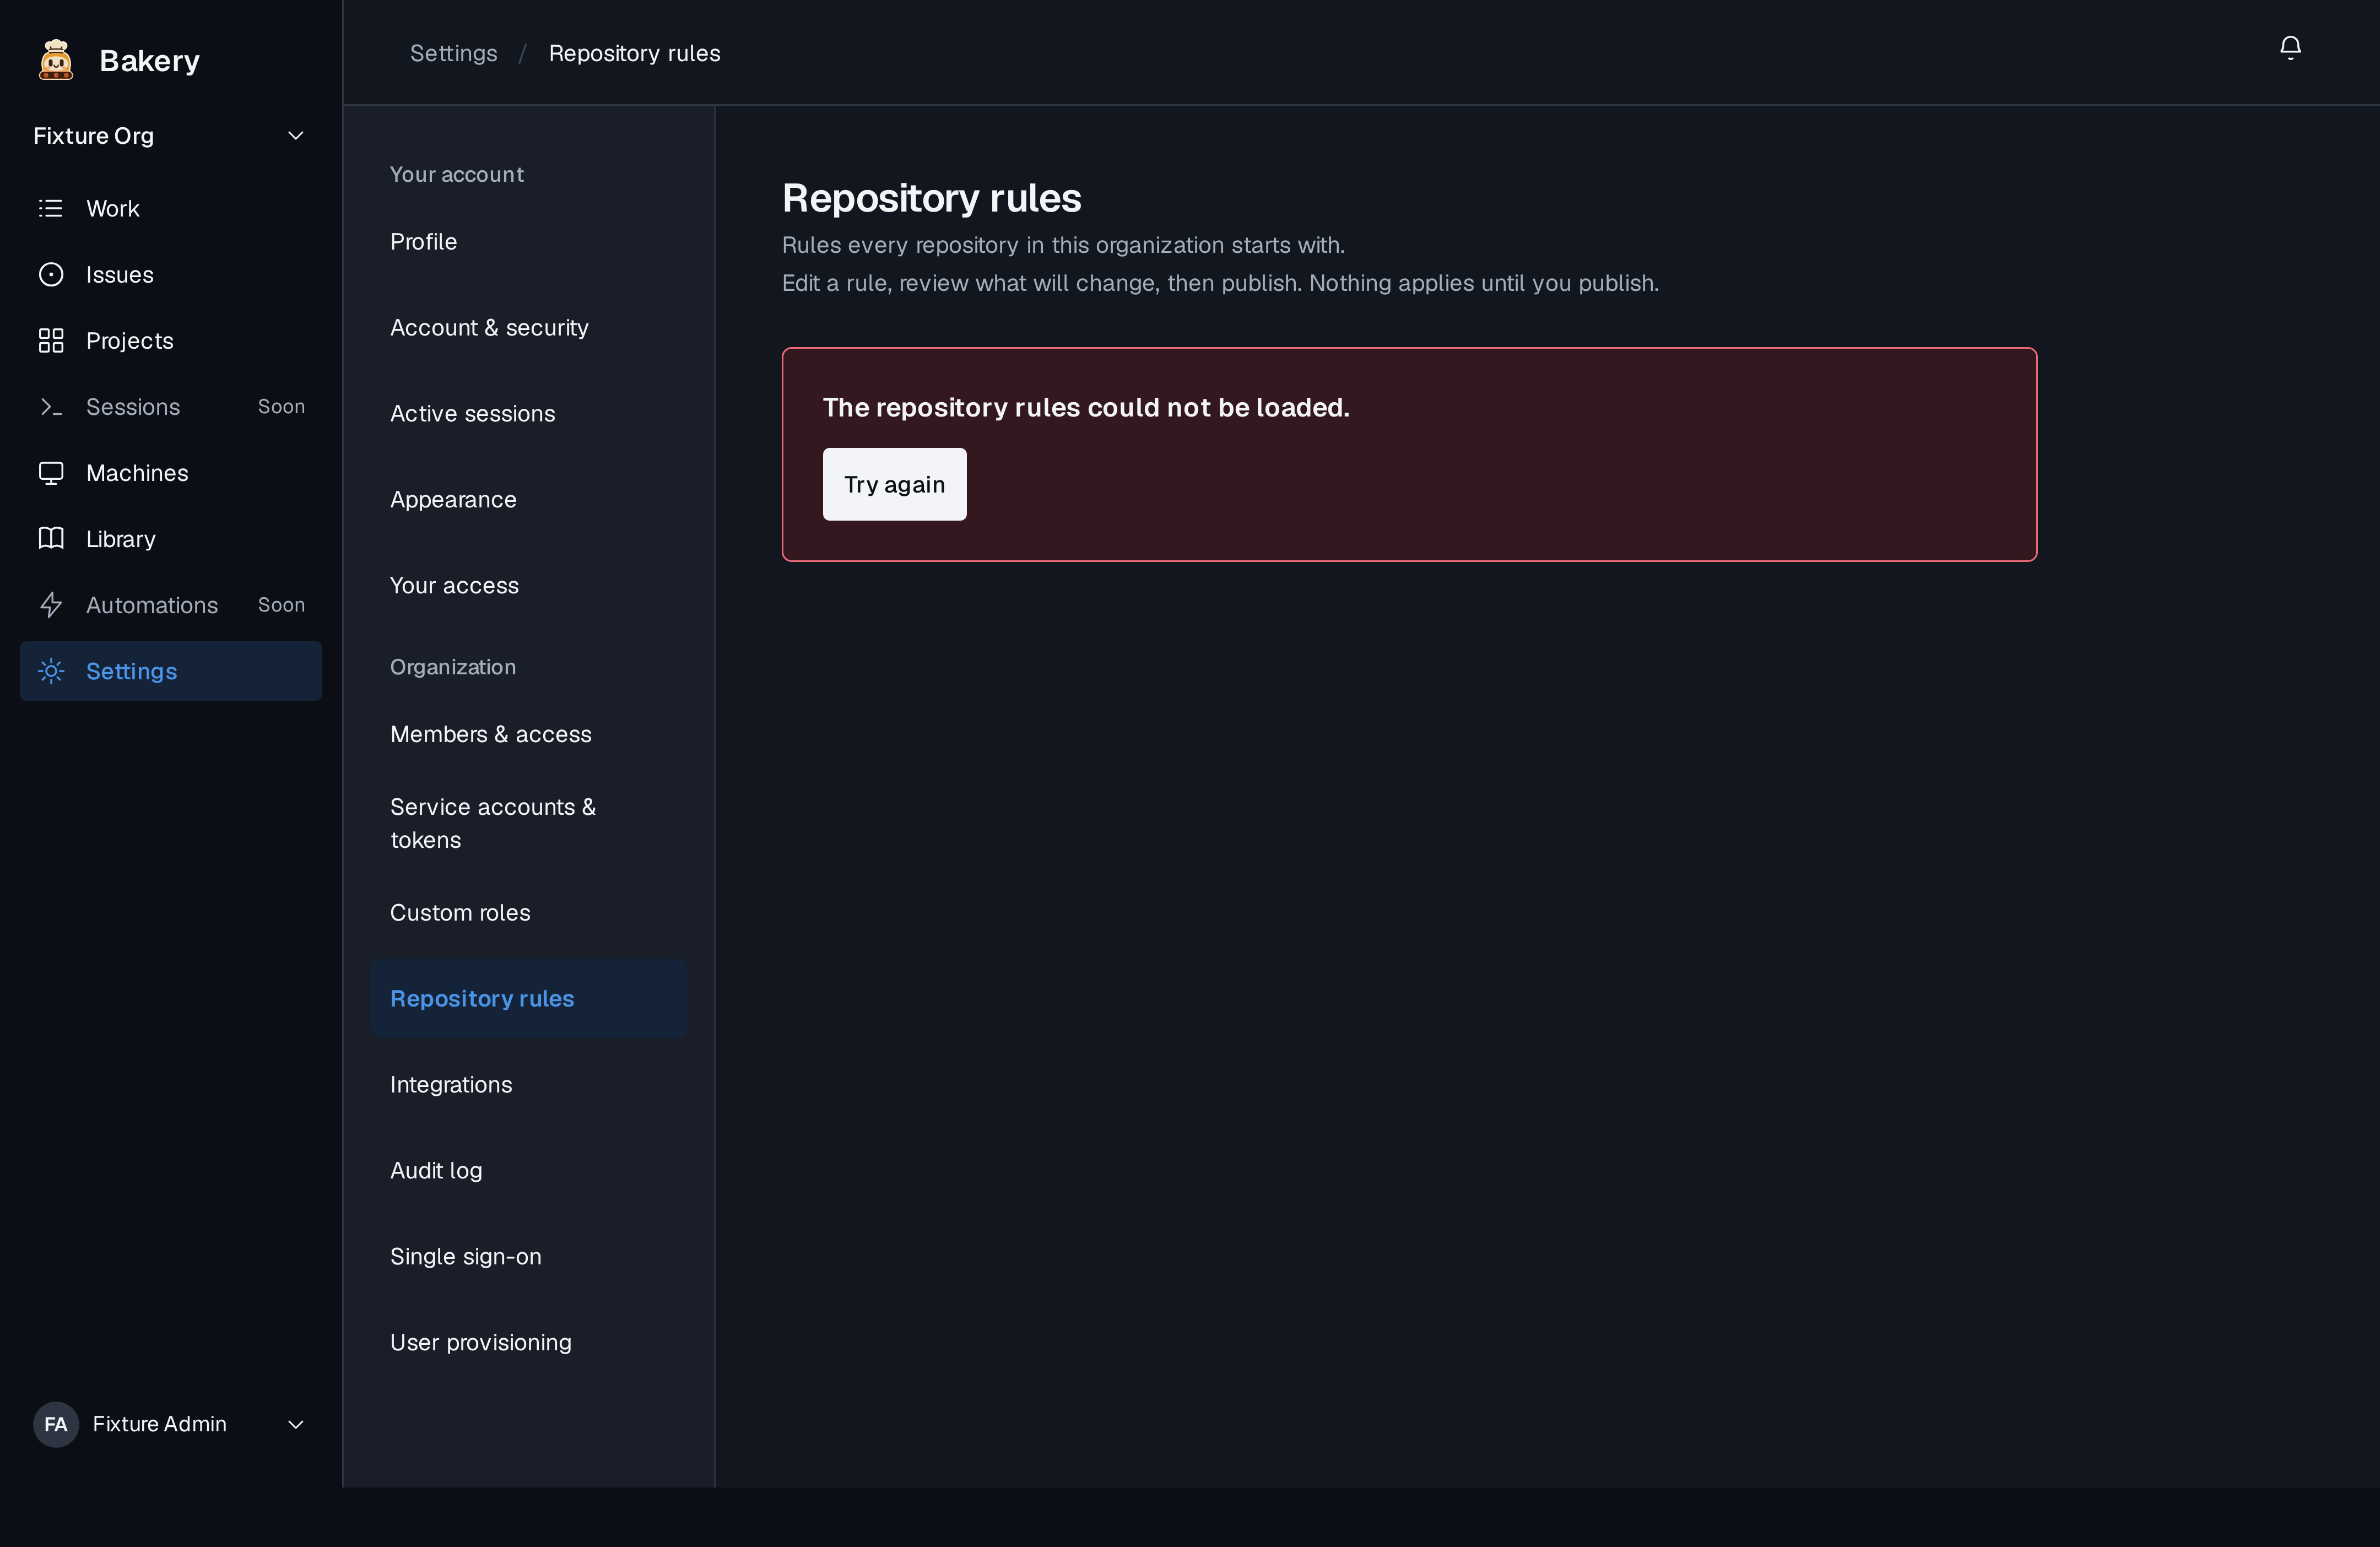 Bakery
Fixture Org
Work
Issues
Projects
Sessions Soon
Machines
Library
Automations Soon
Settings
FA Fixture Admin
Settings / Repository rules
Your account
Profile
Account & security
Active sessions
Appearance
Your access
Organization
Members & access
Service accounts &
tokens
Custom roles
Repository rules
Integrations
Audit log
Single sign-on
User provisioning
Repository rules
Rules every repository in this organization starts with.
Edit a rule, review what will change, then publish. Nothing applies until you publish.
The repository rules could not be loaded.
Try again